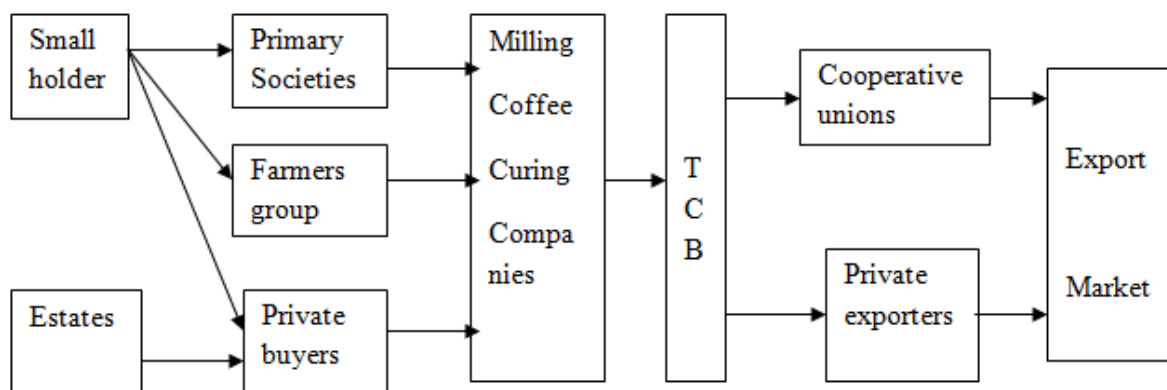 Small
holder
Primary
Societies
Farmers
group
Estates
Private
buyers
Milling
Coffee
Curing
Compa
nies
T
C
B
Cooperative
unions
Private
exporters
Export
Market